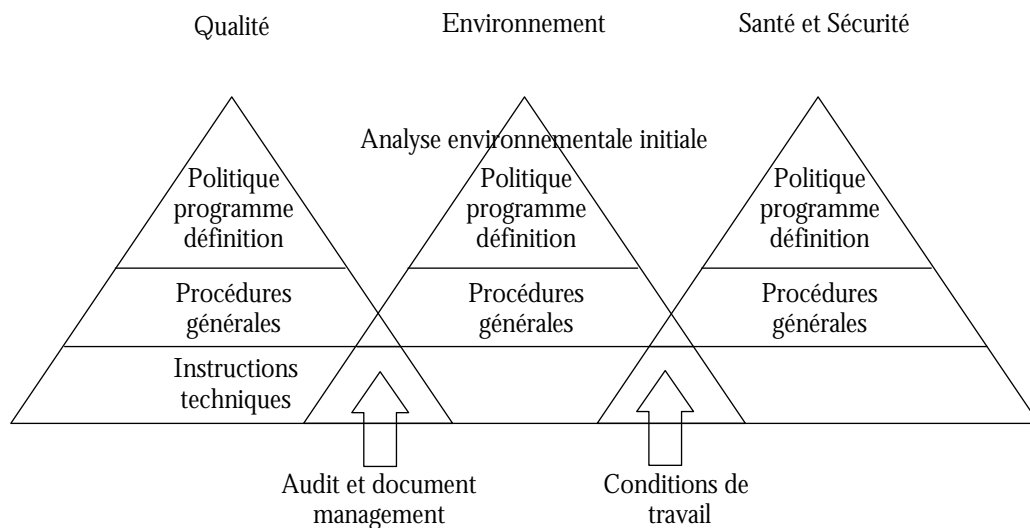 Qualité
Environnement
Santé et Sécurité
Analyse environnementale initiale
Politique
programme
définition
Politique
programme
définition
Politique
programme
définition
Procédures
générales
Procédures
générales
Procédures
générales
Instructions
techniques
Audit et document
management
Conditions de
travail